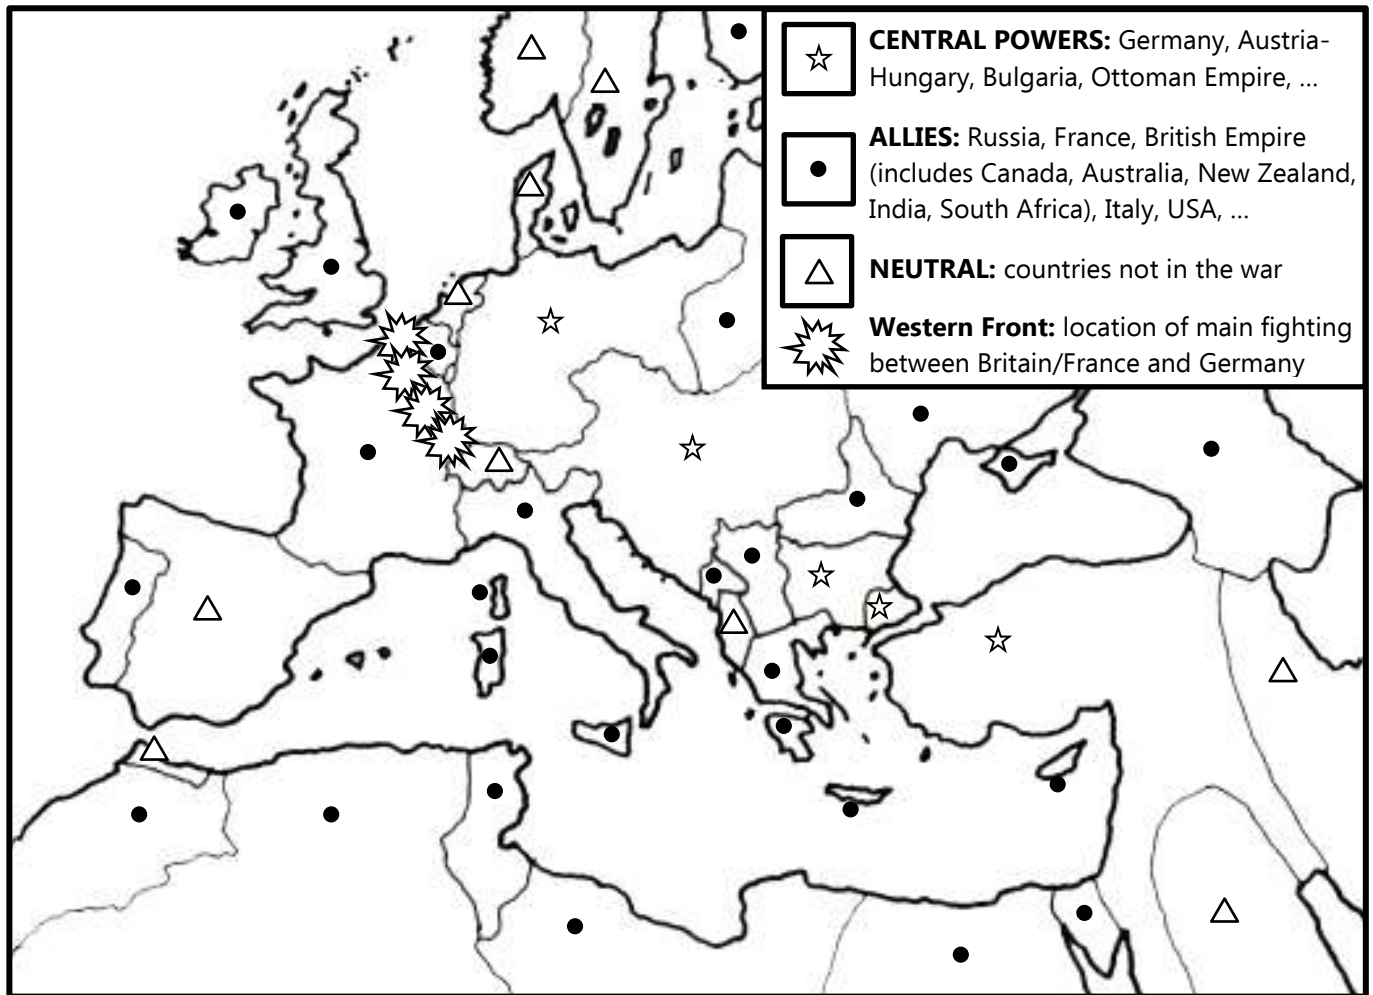 CENTRAL POWERS: Germany, Austria-
Hungary, Bulgaria, Ottoman Empire, ...
ALLIES: Russia, France, British Empire
(includes Canada, Australia, New Zealand,
India, South Africa), Italy, USA, ...
NEUTRAL: countries not in the war
Western Front: location of main fighting
between Britain/France and Germany